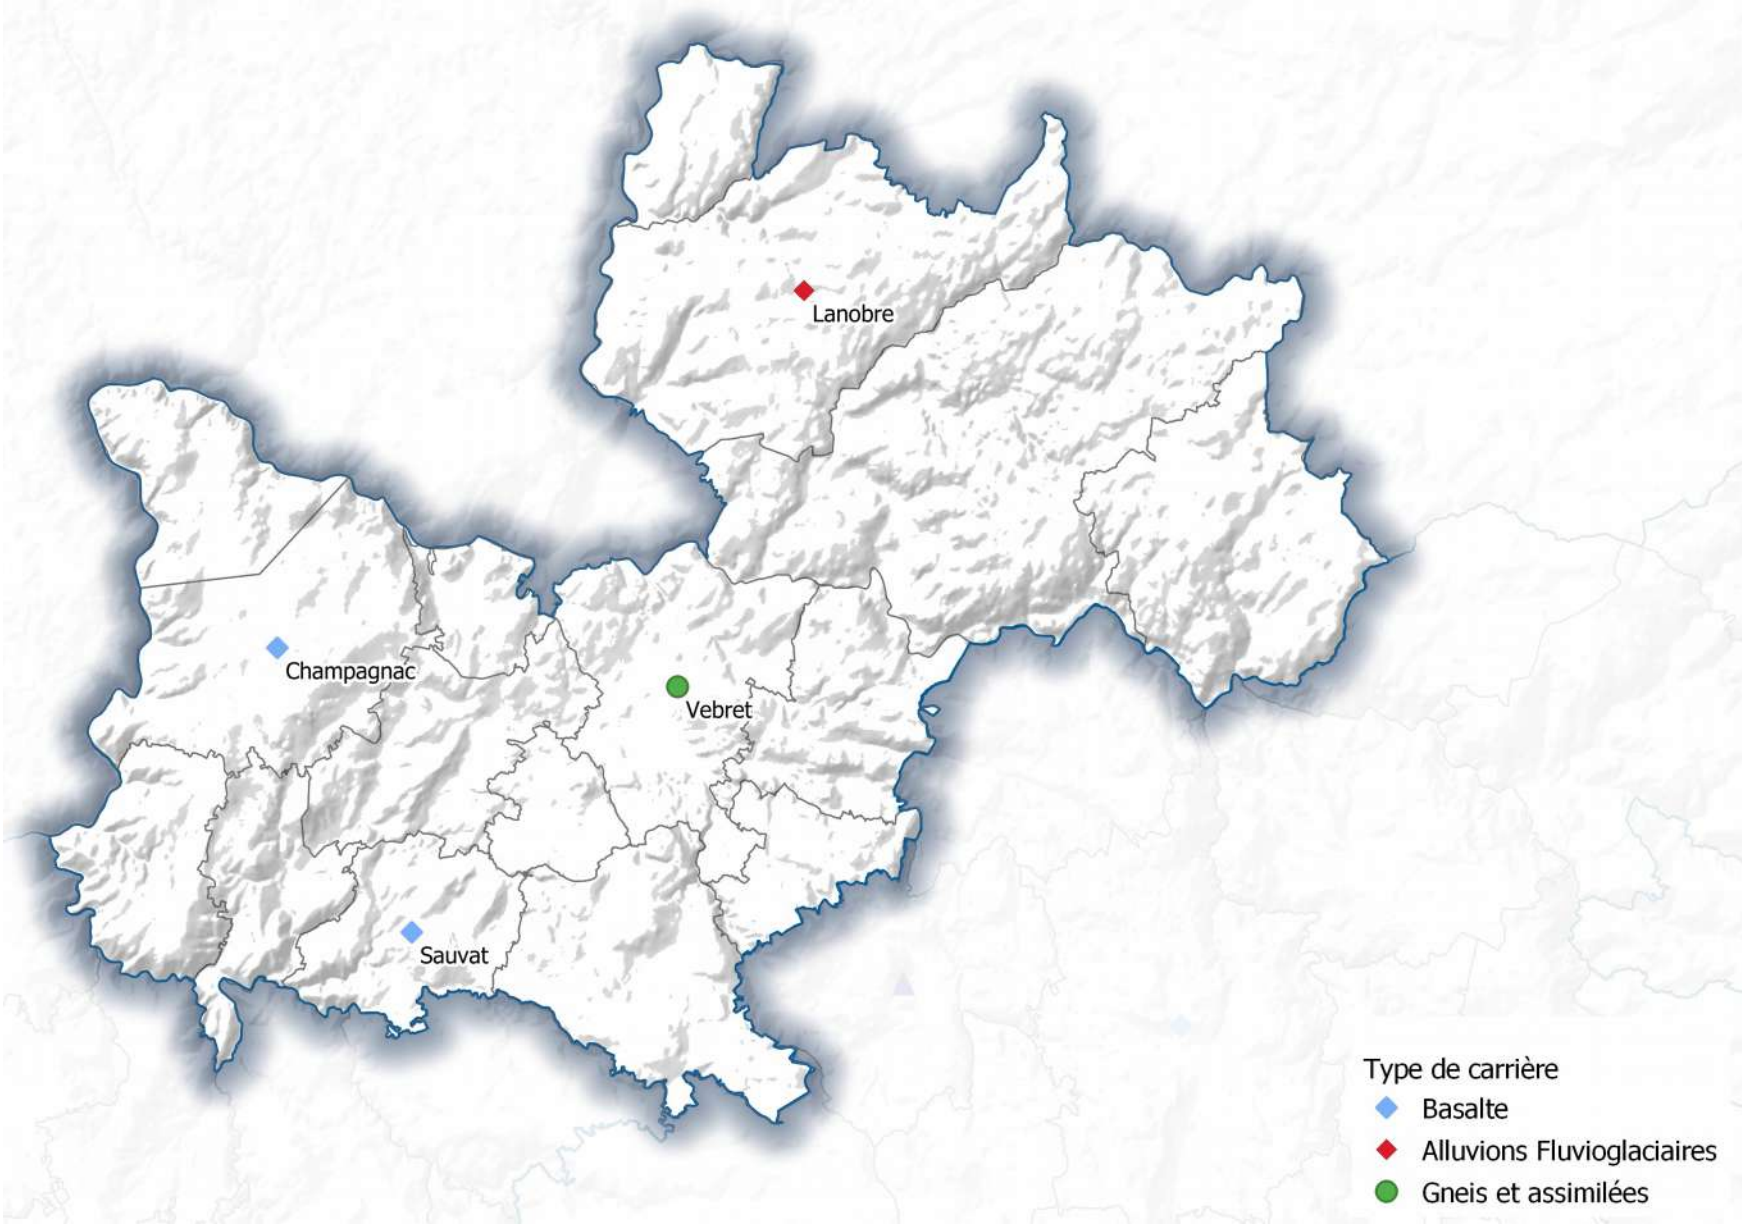 Lanobre
Champagnac
Vebret
Sauvat
Type de carrière
Basalte
Alluvions Fluvioglaciaires
Gneis et assimilées